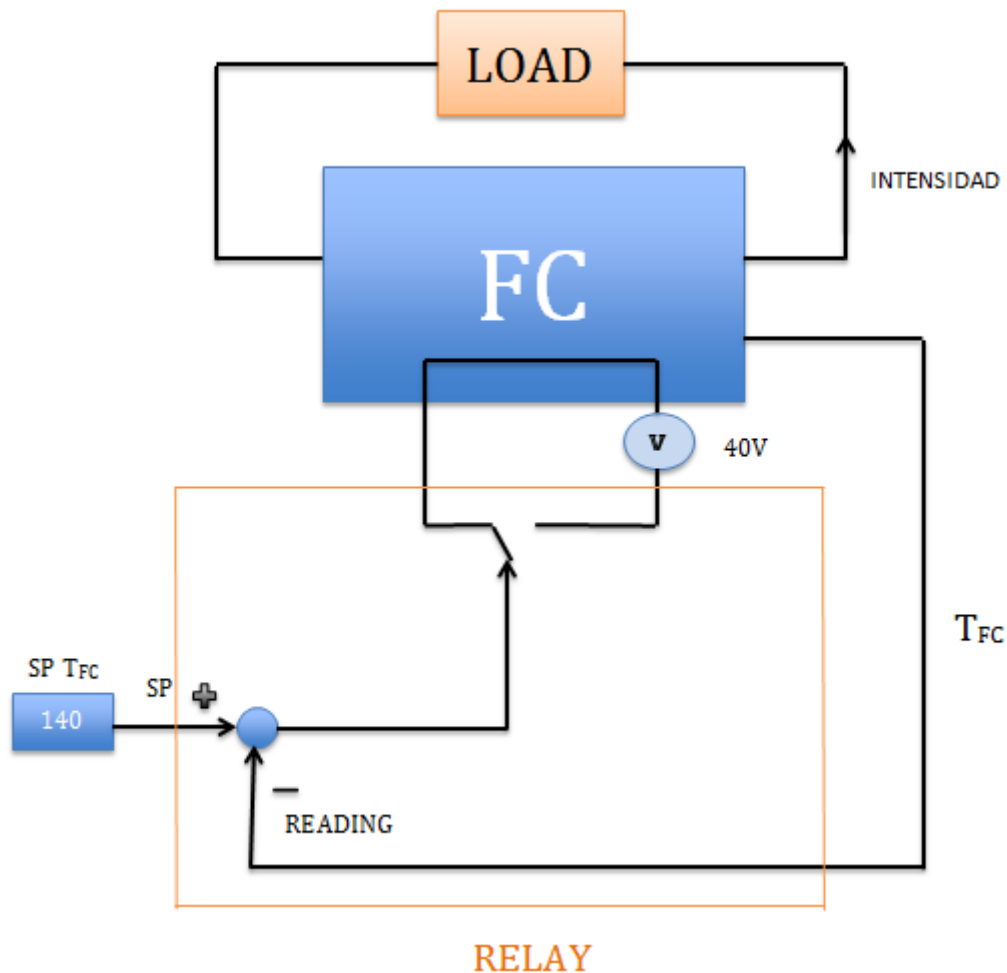 LOAD
INTENSIDAD
FC
V
40V
TFC
SP TFC
SP
140
READING
RELAY